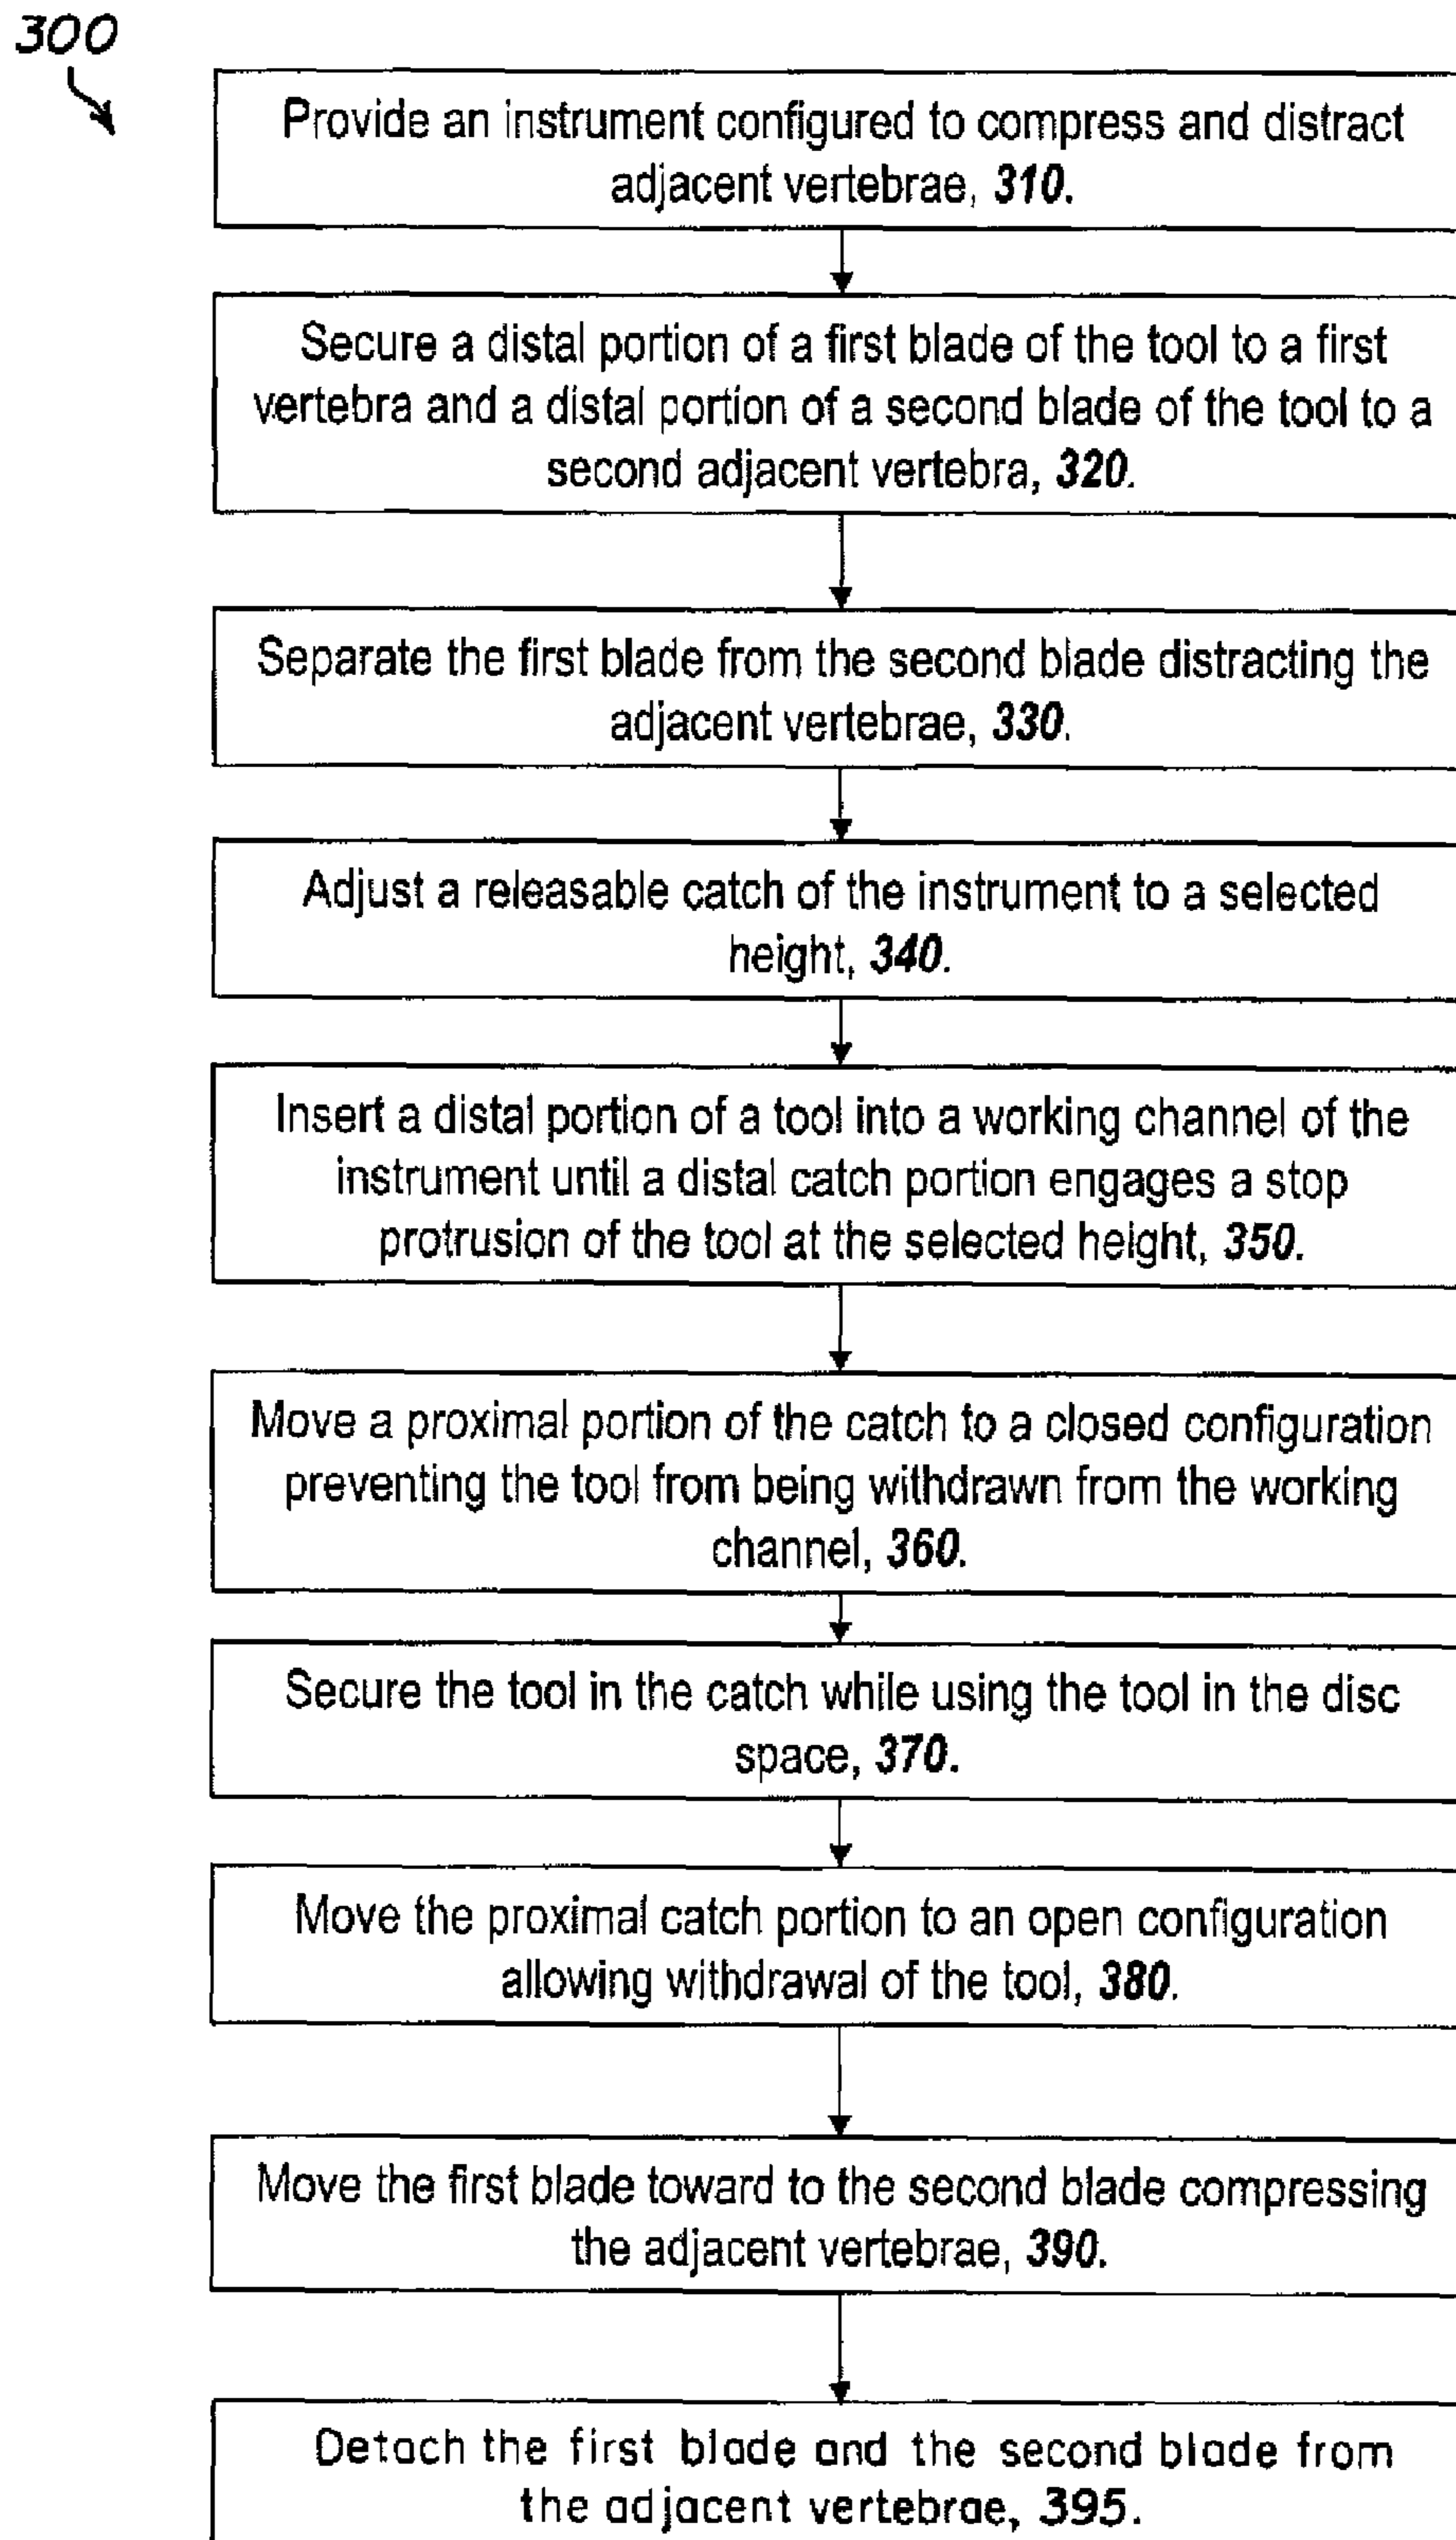 300
Provide an instrument configured to compress and distract
adjacent vertebrae, 310.
Secure a distal portion of a first blade of the tool to a first
vertebra and a distal portion of a second blade of the tool to a
second adjacent vertebra, 320.
Separate the first blade from the second blade distracting the
adjacent vertebrae, 330.
Adjust a releasable catch of the instrument to a selected
height, 340.
Insert a distal portion of a tool into a working channel of the
instrument until a distal catch portion engages a stop
protrusion of the tool at the selected height, 350.
Move a proximal portion of the catch to a closed configuration
preventing the tool from being withdrawn from the working
channel, 360.
Secure the tool in the catch while using the tool in the disc
space, 370.
Move the proximal catch portion to an open configuration
allowing withdrawal of the tool, 380.
Move the first blade toward to the second blade compressing
the adjacent vertebrae, 390.
Detach the first blade and the second blade from
the adjacent vertebrae, 395.